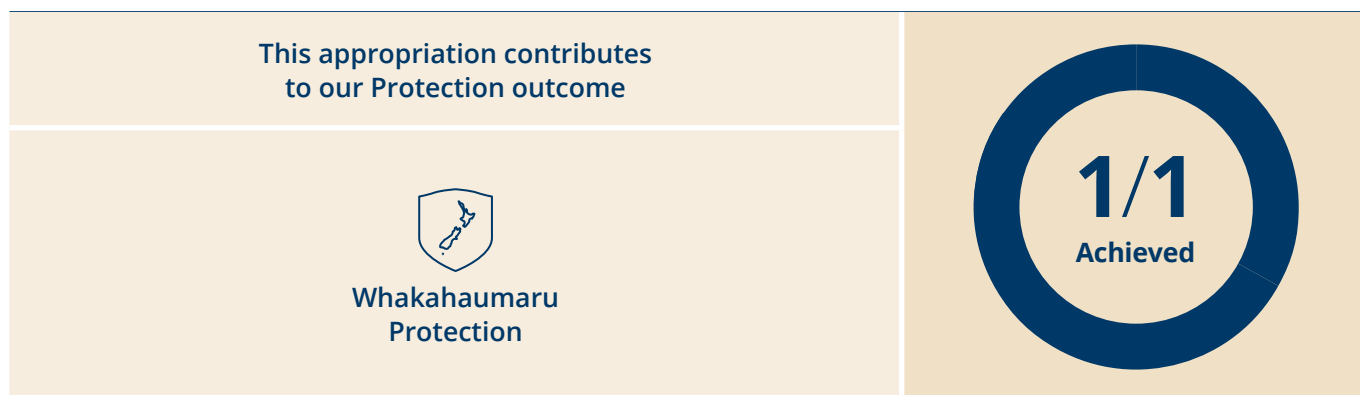 This appropriation contributes
to our Protection outcome
Whakahaumaru
Protection
1/1
Achieved